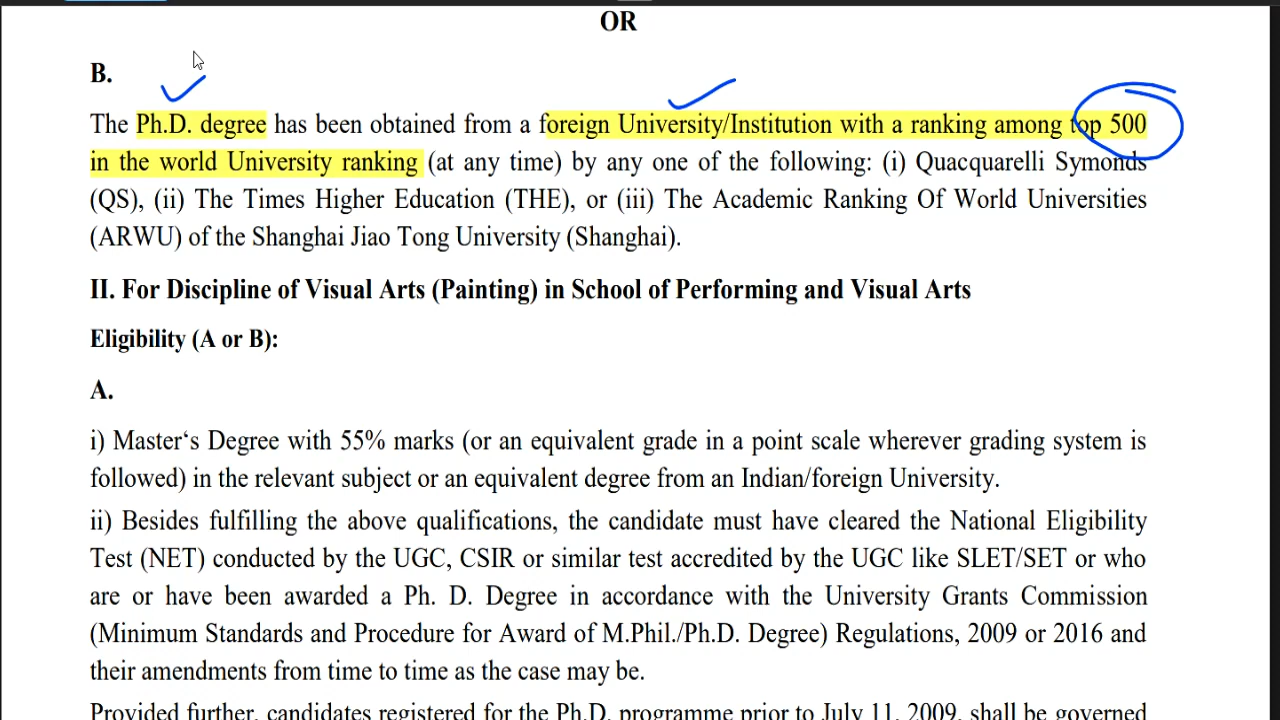 OR
B.
The Ph.D. degree has been obtained from a foreign University/Institution with a ranking among top 500
in the world University ranking (at any time) by any one of the following: (i) Quacquarelli Symonds
(QS), (ii) The Times Higher Education (THE), or (iii) The Academic Ranking Of World Universities
(ARWU) of the Shanghai Jiao Tong University (Shanghai).
II. For Discipline of Visual Arts (Painting) in School of Performing and Visual Arts
Eligibility (A or B):
A.
i) Master‘s Degree with 55% marks (or an equivalent grade in a point scale wherever grading system is
followed) in the relevant subject or an equivalent degree from an Indian/foreign University.
ii) Besides fulfilling the above qualifications, the candidate must have cleared the National Eligibility
Test (NET) conducted by the UGC, CSIR or similar test accredited by the UGC like SLET/SET or who
are or have been awarded a Ph. D. Degree in accordance with the University Grants Commission
(Minimum Standards and Procedure for Award of M.Phil./Ph.D. Degree) Regulations, 2009 or 2016 and
their amendments from time to time as the case may be.
Provided further, candidates registered for the Ph.D. programme prior to July 11, 2009, shall be governed